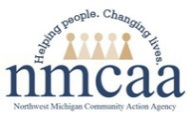 Helping people. Changing lives.
nmcaa
Northwest Michigan Community Action Agency